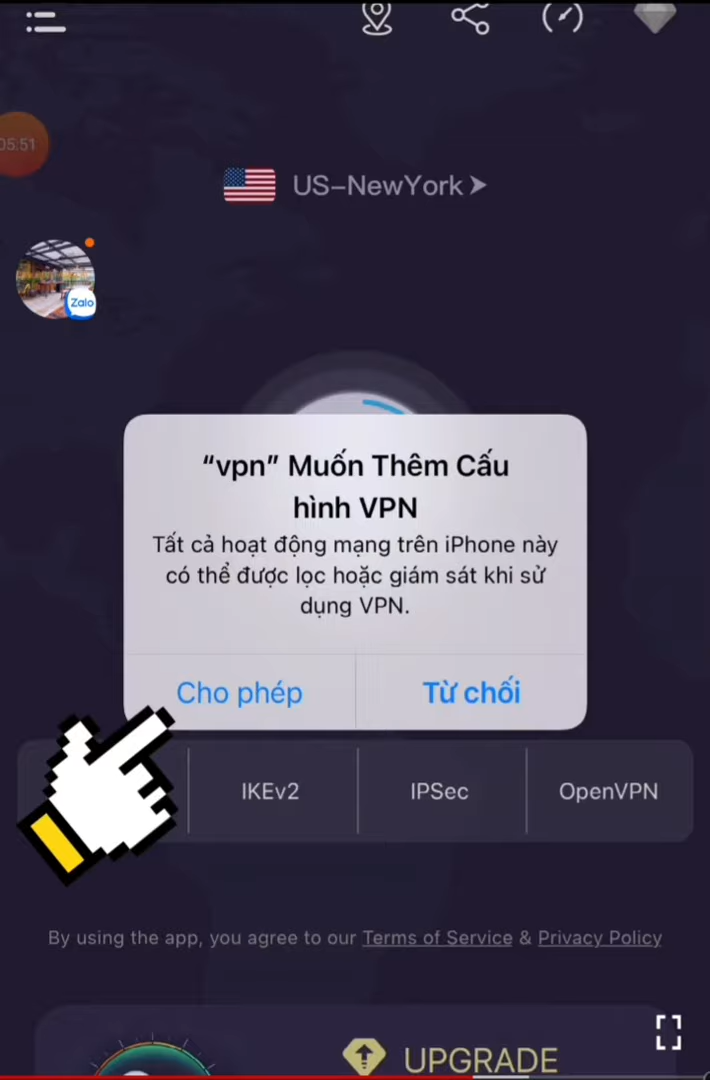 05:51
US-NewYork
Zalo
"vpn" Muốn Thêm Cấu
hình VPN
Tất cả hoạt động mạng trên iPhone này
có thể được lọc hoặc giám sát khi sử
dụng VPN.
Cho phép
Từ chối
IKEv2
IPSec
OpenVPN
By using the app, you agree to our Terms of Service & Privacy Policy
UPGRADE